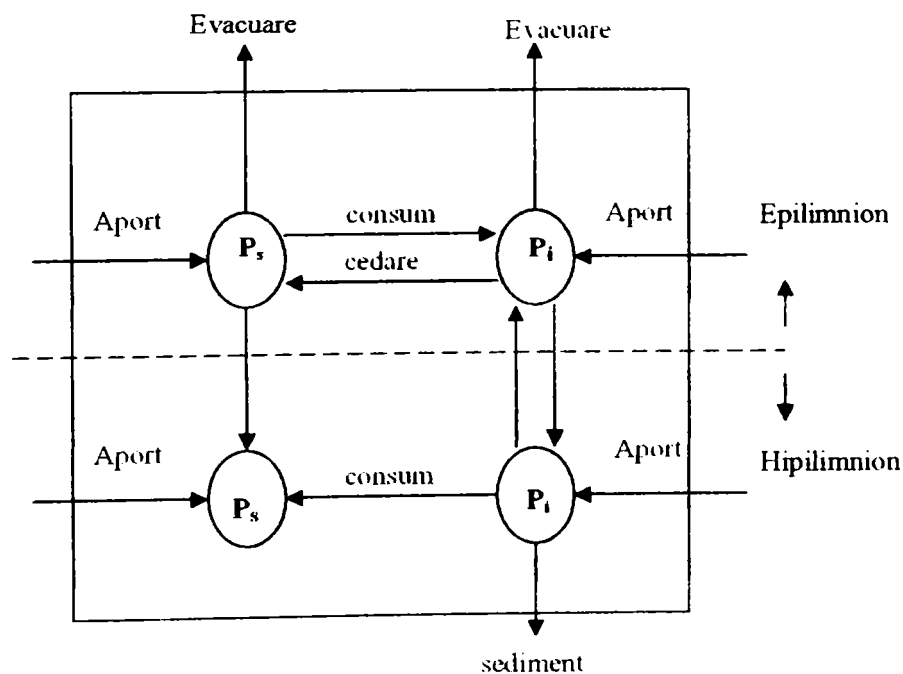 Evacuare
Evacuare
Aport
consum
Aport
Epilimnion
Ps
Pi
cedare
Aport
consum
Aport
Hipilimnion
Ps
Pi
sediment